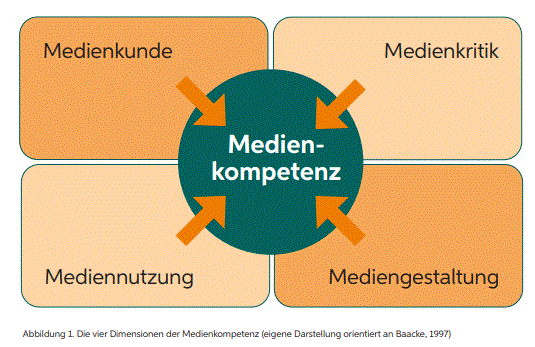 Medienkunde
Medienkritik
Medien-
kompetenz
Mediennutzung
Mediengestaltung
Abbildung 1. Die vier Dimensionen der Medienkompetenz (eigene Darstellung orientiert an Baacke, 1997)